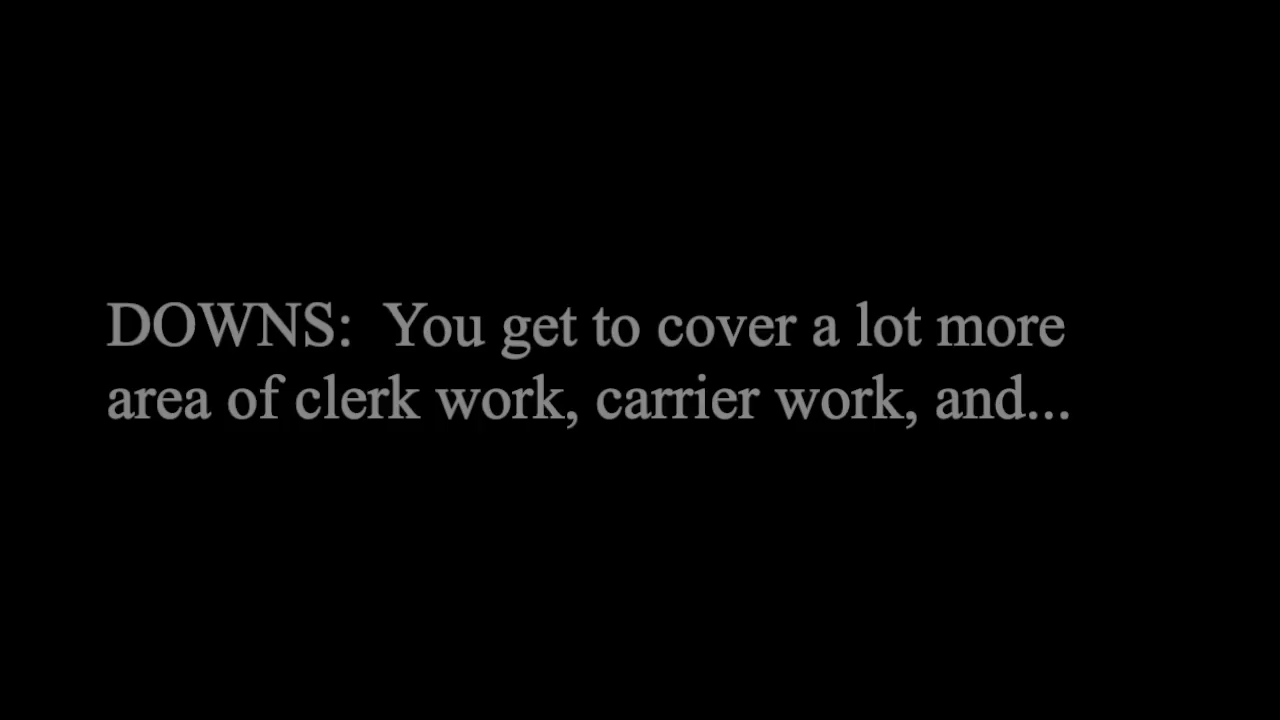 DOWNS:  You get to cover a lot more
area of clerk work, carrier work, and...